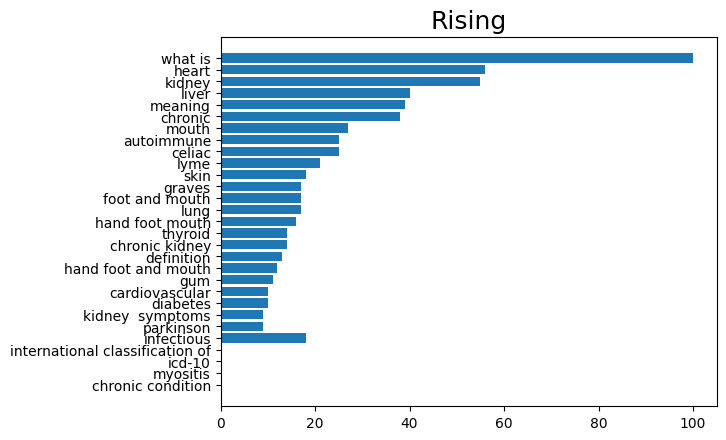 Rising
what is
heart
kidney
liver
meaning
chronic
mouth
autoimmune
celiac
lyme
skin
graves
foot and mouth
lung
hand foot mouth
thyroid
chronic kidney
definition
hand foot and mouth
gum
cardiovascular
diabetes
kidney  symptoms
parkinson
infectious
international classification of
icd-10
myositis
chronic condition
0 20 40 60 80 100